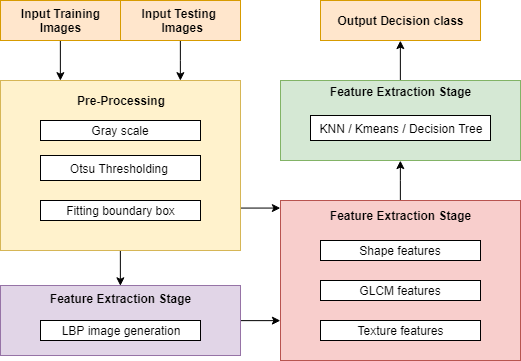 Input Training
Images
Input Testing
Images
Output Decision class
Pre-Processing
Gray scale
Otsu Thresholding
Fitting boundary box
Feature Extraction Stage
LBP image generation
Feature Extraction Stage
KNN / Kmeans / Decision Tree
Feature Extraction Stage
Shape features
GLCM features
Texture features